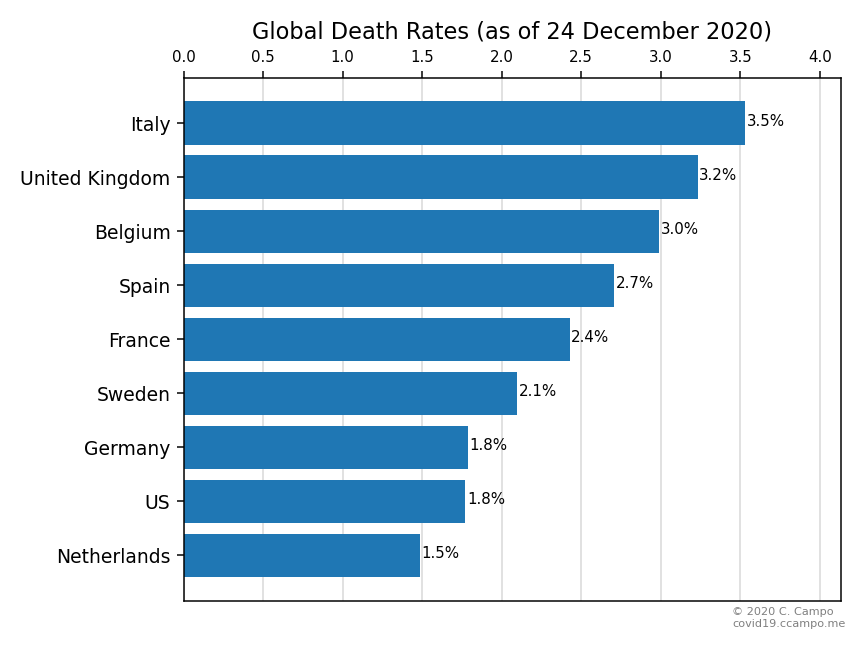 Global Death Rates (as of 24 December 2020)
0.0 0.5 1.0 1.5 2.0 2.5 3.0 3.5 4.0
Italy 3.5%
United Kingdom 3.2%
Belgium 3.0%
Spain 2.7%
France 2.4%
Sweden 2.1%
Germany 1.8%
US 1.8%
Netherlands 1.5%
© 2020 C. Campo
covid19.ccampo.me